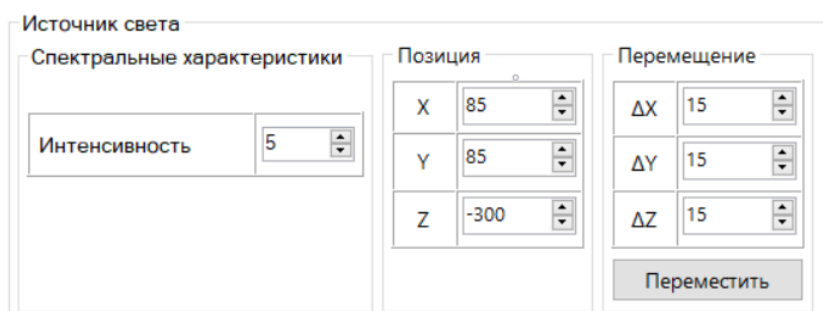 Источник света
Спектральные характеристики
Интенсивность 5
Позиция
X 85
Y 85
Z -300
Перемещение
ΔX 15
ΔY 15
ΔZ 15
Переместить